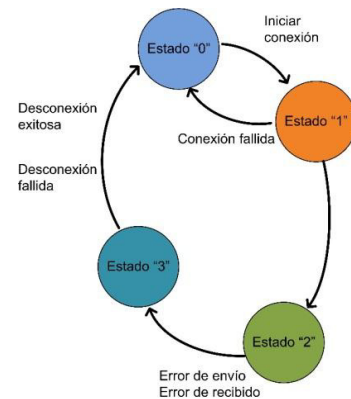 Iniciar
conexión
Estado “0”
Desconexión
exitosa
Desconexión
fallida
Conexión fallida
Estado “1”
Estado “3”
Estado “2”
Error de envío
Error de recibido